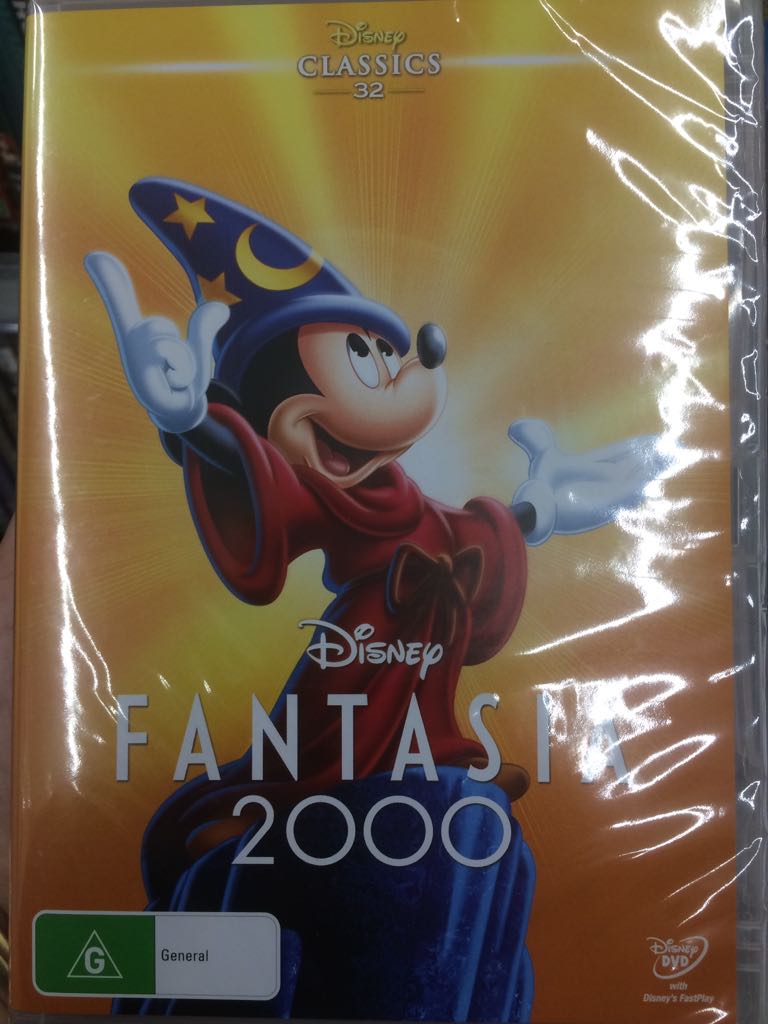 Disney
CLASSICS
32
Disney
FANTASIA
2000
G
General
Disney
DVD
with
Disney's FastPlay